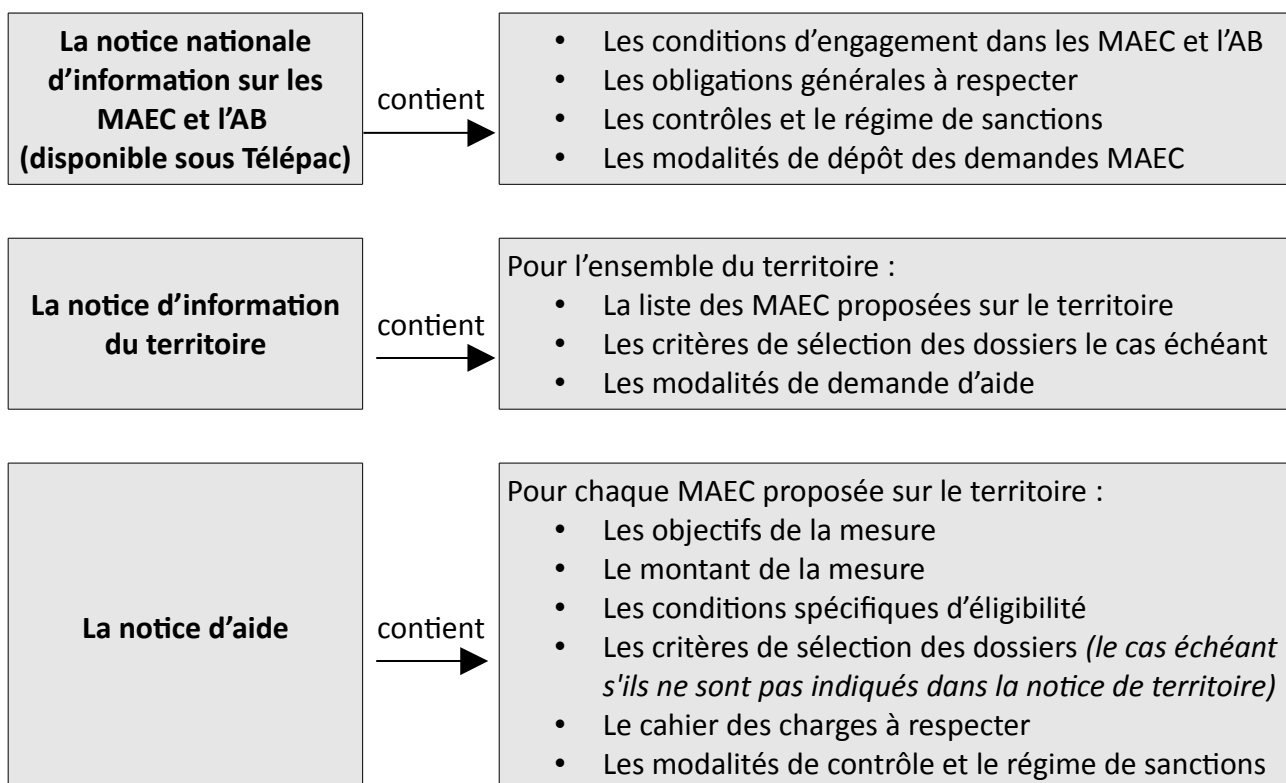 La notice nationale
d’information sur les
MAEC et l’AB
(disponible sous Télépac)
contient
• Les conditions d’engagement dans les MAEC et l’AB
• Les obligations générales à respecter
• Les contrôles et le régime de sanctions
• Les modalités de dépôt des demandes MAEC
La notice d’information
du territoire
contient
Pour l’ensemble du territoire :
• La liste des MAEC proposées sur le territoire
• Les critères de sélection des dossiers le cas échéant
• Les modalités de demande d’aide
La notice d’aide
contient
Pour chaque MAEC proposée sur le territoire :
• Les objectifs de la mesure
• Le montant de la mesure
• Les conditions spécifiques d’éligibilité
• Les critères de sélection des dossiers (le cas échéant
s'ils ne sont pas indiqués dans la notice de territoire)
• Le cahier des charges à respecter
• Les modalités de contrôle et le régime de sanctions